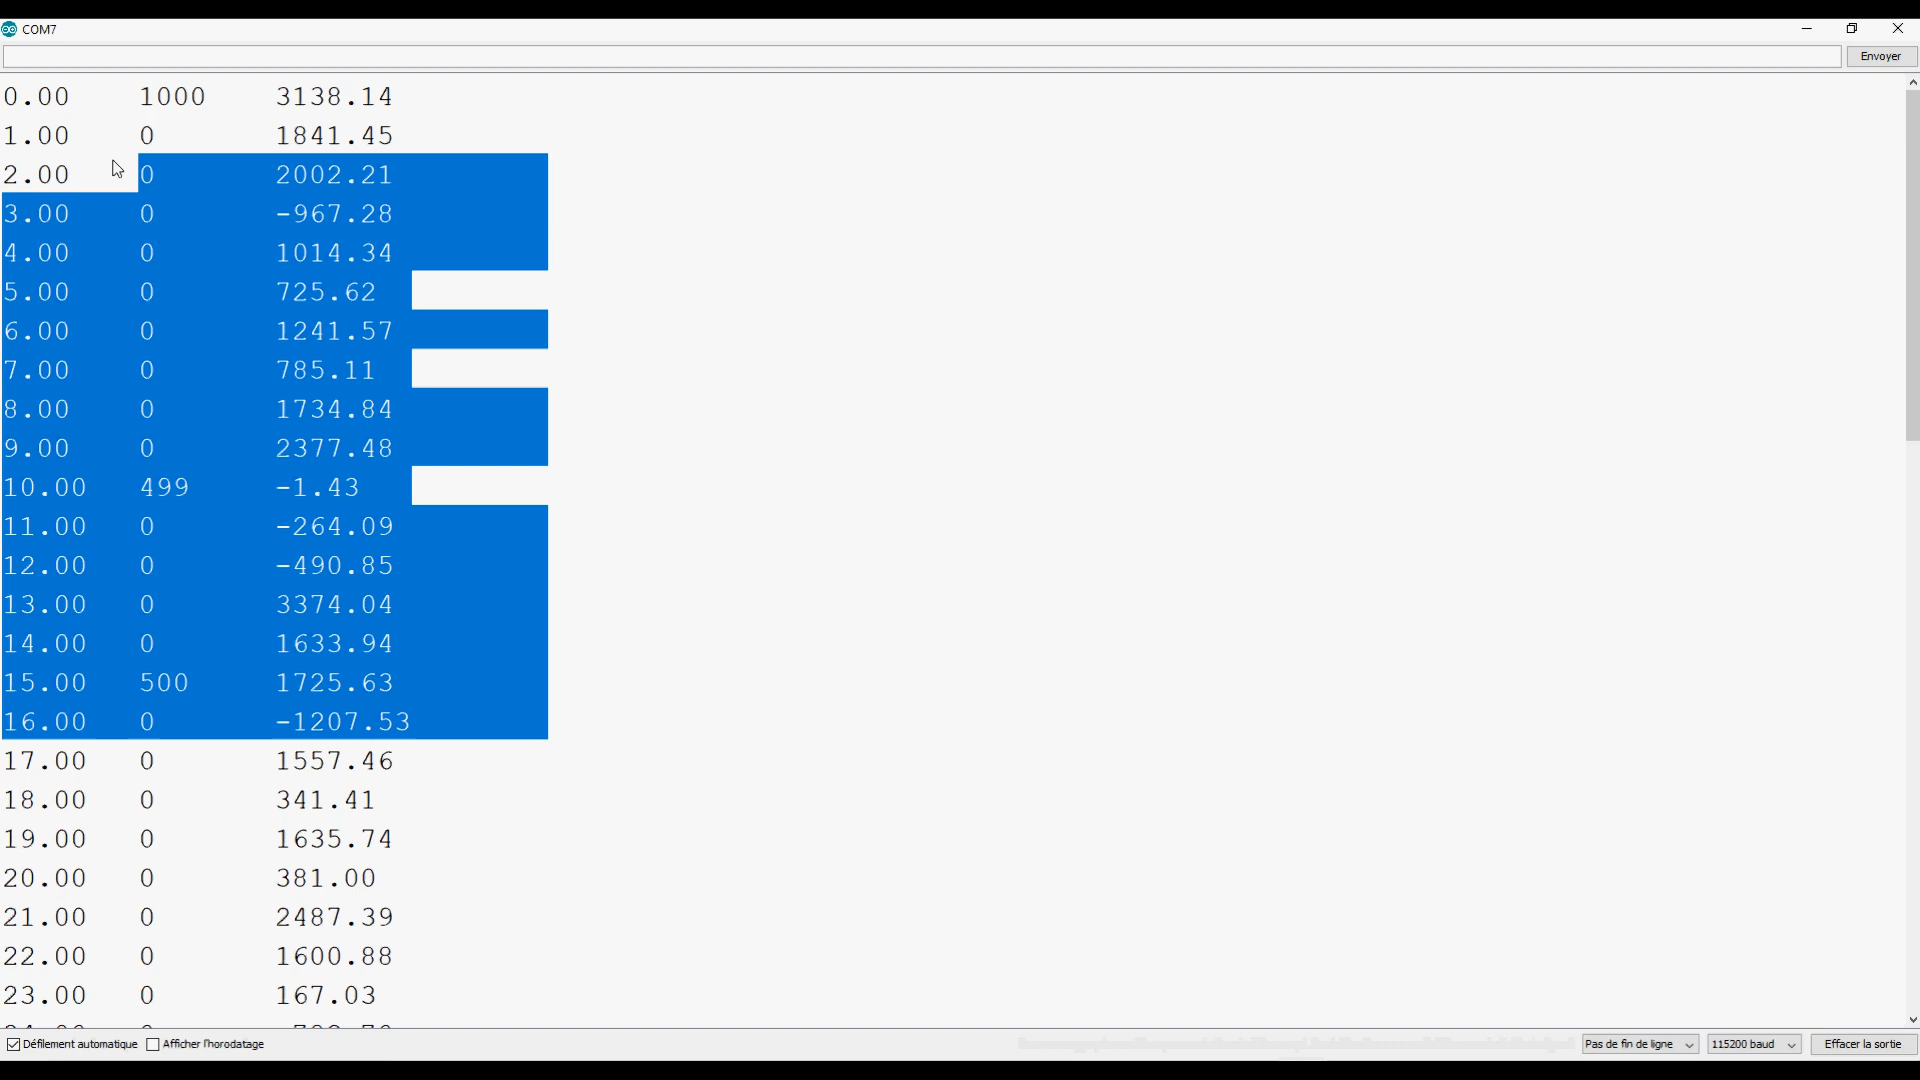 COM7
Envoyer
0.00 1000 3138.14
1.00 0 1841.45
2.00 0 2002.21
3.00 0 -967.28
4.00 0 1014.34
5.00 0 725.62
6.00 0 1241.57
7.00 0 785.11
8.00 0 1734.84
9.00 0 2377.48
10.00 499 -1.43
11.00 0 -264.09
12.00 0 -490.85
13.00 0 3374.04
14.00 0 1633.94
15.00 500 1725.63
16.00 0 -1207.53
17.00 0 1557.46
18.00 0 341.41
19.00 0 1635.74
20.00 0 381.00
21.00 0 2487.39
22.00 0 1600.88
23.00 0 167.03
Défilement automatique Afficher l'horodatage Pas de fin de ligne 115200 baud Effacer la sortie